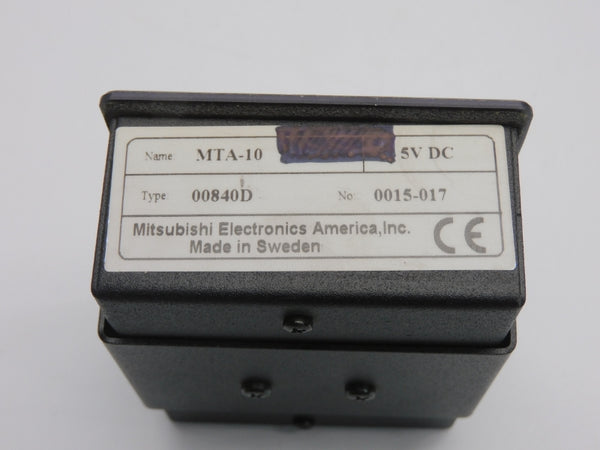 Name: MTA-10 5V DC
Type: 00840D No: 0015-017
Mitsubishi Electronics America,Inc.
Made in Sweden CE